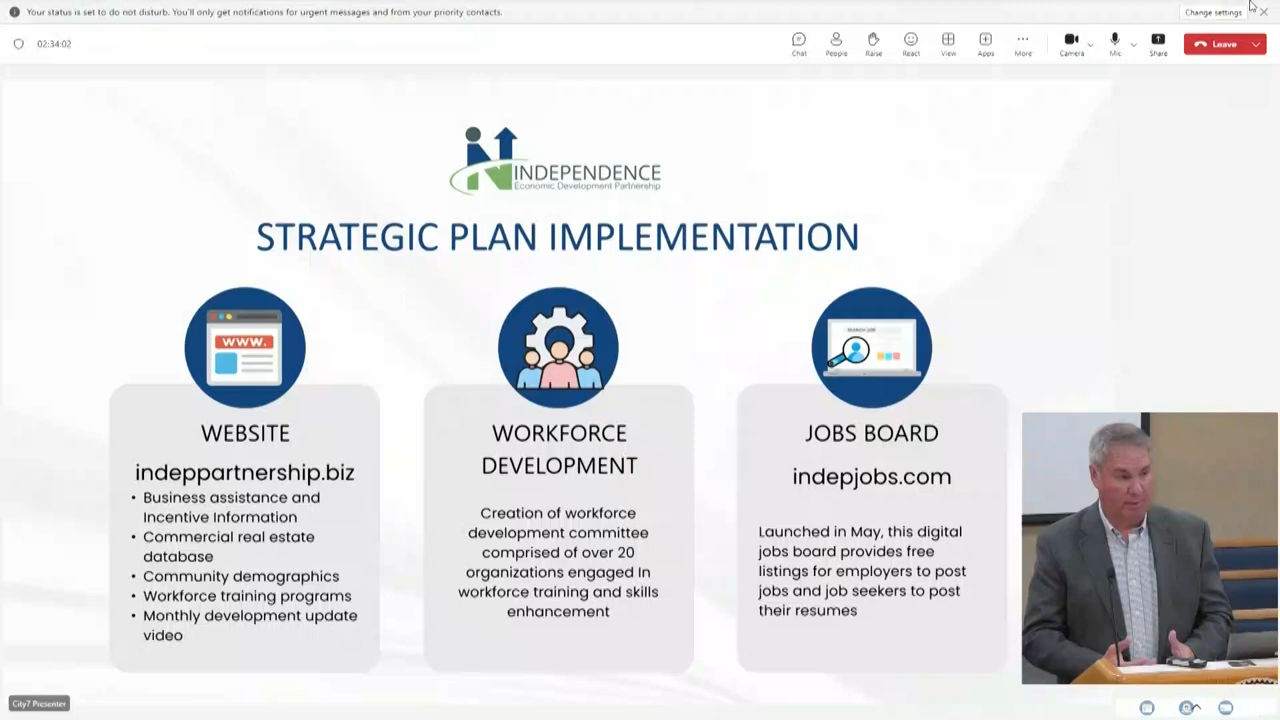 Your status is set to do not disturb. You'll only get notifications for urgent messages and from your priority contacts.
Change settings
02:34:02
Chat
People
Raise
React
View
Apps
More
Camera
Mic
Share
Leave
INDEPENDENCE
Economic Development Partnership
STRATEGIC PLAN IMPLEMENTATION
www.
WEBSITE
indeppartnership.biz
• Business assistance and
Incentive Information
• Commercial real estate
database
• Community demographics
• Workforce training programs
• Monthly development update
video
WORKFORCE
DEVELOPMENT
Creation of workforce
development committee
comprised of over 20
organizations engaged In
workforce training and skills
enhancement
SEARCH JOB
JOBS BOARD
indepjobs.com
Launched in May, this digital
jobs board provides free
listings for employers to post
jobs and job seekers to post
their resumes
City7 Presenter